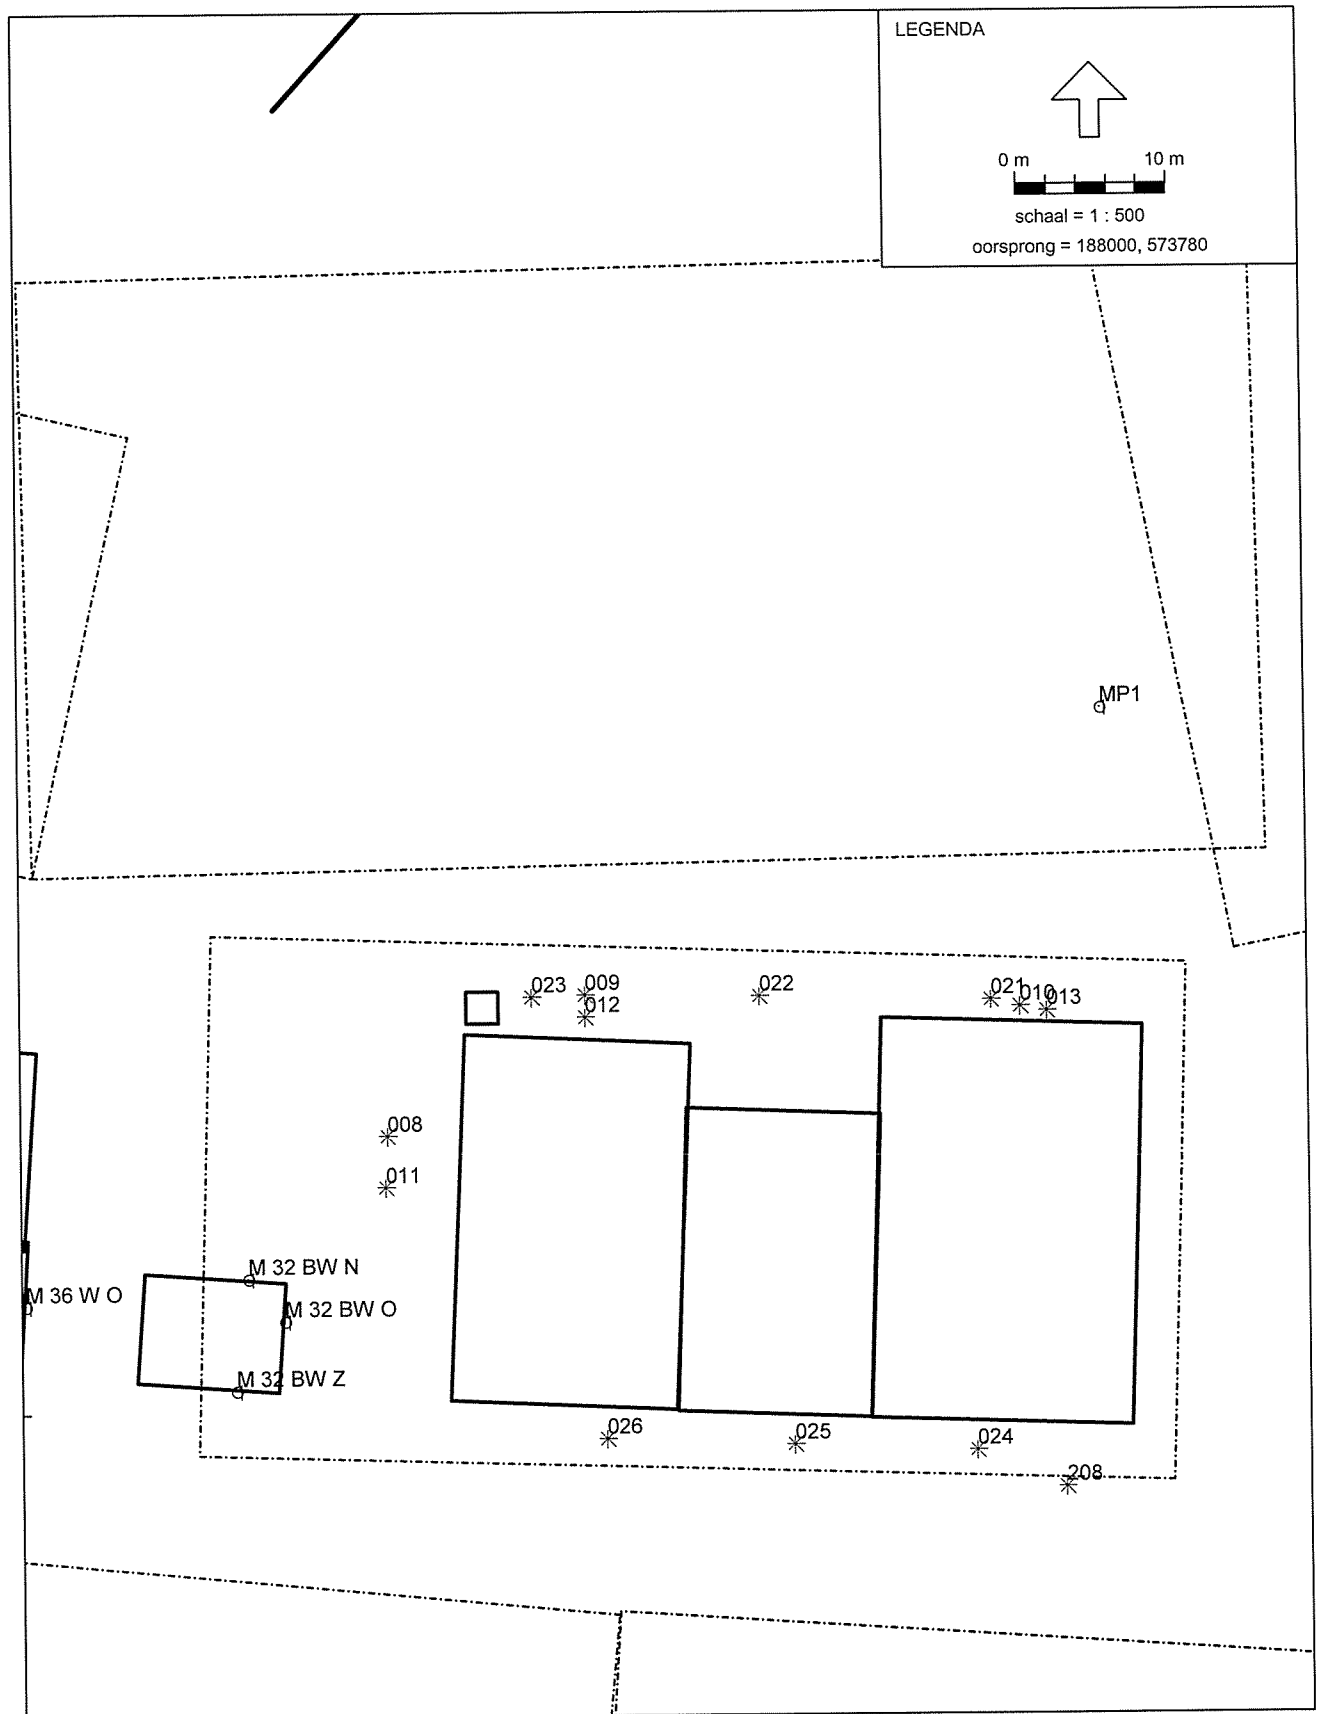 LEGENDA
0 m 10 m
schaal = 1 : 500
oorsprong = 188000, 573780
MP1
023 009 022 021 010 013
012
008
011
M 32 BW N
M 36 W O M 32 BW O
M 32 BW Z
026 025 024
208